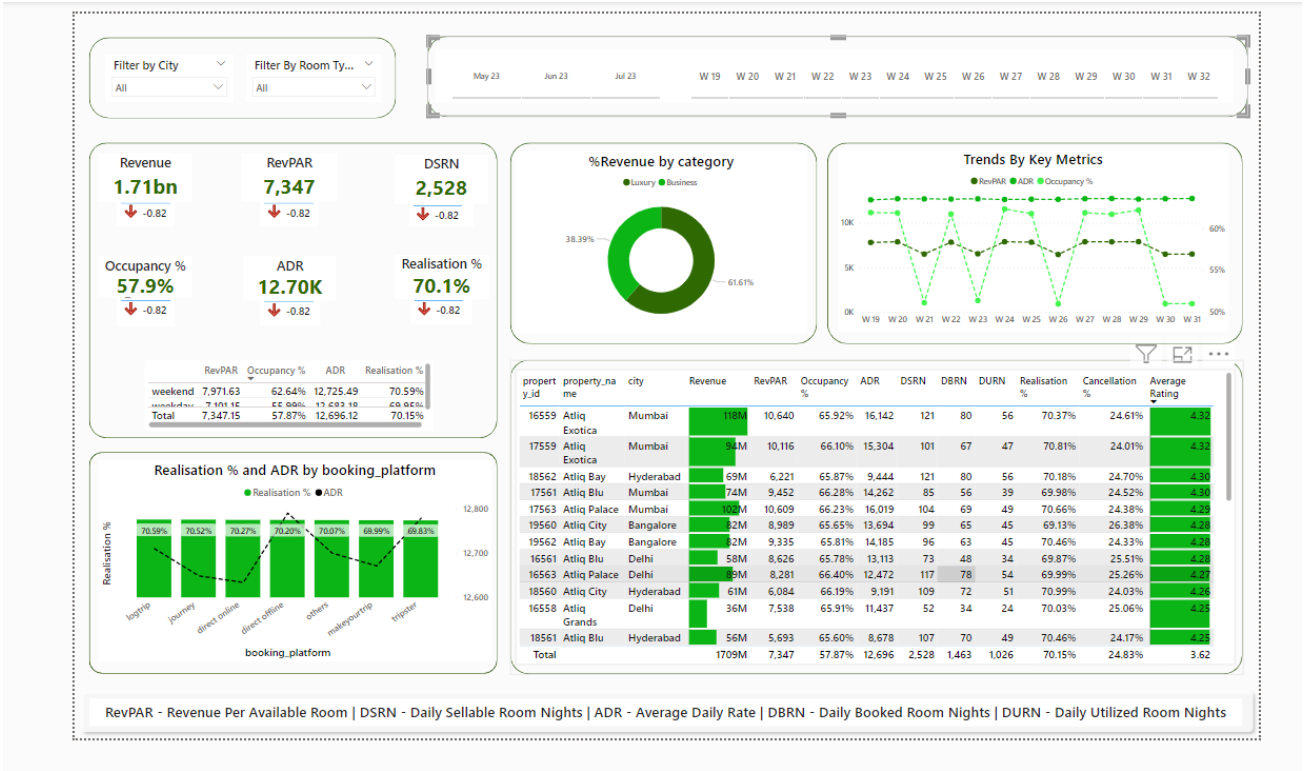 Filter by City
Filter By Room Ty...
All
All
May 23 Jun 23 Jul 23 W 19 W 20 W 21 W 22 W 23 W 24 W 25 W 26 W 27 W 28 W 29 W 30 W 31 W 32
Revenue
1.71bn
-0.82
RevPAR
7,347
-0.82
DSRN
2,528
-0.82
Occupancy %
57.9%
-0.82
ADR
12.70K
-0.82
Realisation %
70.1%
-0.82
RevPAR Occupancy % ADR Realisation %
weekend 7,971.63 62.64% 12,725.49 70.59%
weekday 7,101.15 55.99% 12,683.18 69.95%
Total 7,347.15 57.87% 12,696.12 70.15%
%Revenue by category
Luxury Business
38.39%
61.61%
Trends By Key Metrics
RevPAR ADR Occupancy %
10K
5K
0K
60%
55%
50%
W 19 W 20 W 21 W 22 W 23 W 24 W 25 W 26 W 27 W 28 W 29 W 30 W 31
Realisation % and ADR by booking_platform
Realisation % ADR
Realisation %
70.59% 70.52% 70.27% 70.20% 70.07% 69.99% 69.83%
12,800
12,700
12,600
logtrip journey direct online direct offline others makeyourtrip tripster
booking_platform
propert property_na city Revenue RevPAR Occupancy ADR DSRN DBRN DURN Realisation Cancellation Average
y_id me % % % Rating
16559 Atliq Mumbai 118M 10,640 65.92% 16,142 121 80 56 70.37% 24.61% 4.32
Exotica
17559 Atliq Mumbai 94M 10,116 66.10% 15,304 101 67 47 70.81% 24.01% 4.32
Exotica
18562 Atliq Bay Hyderabad 69M 6,221 65.87% 9,444 121 80 56 70.18% 24.70% 4.30
17561 Atliq Blu Mumbai 74M 9,452 66.28% 14,262 85 56 39 69.98% 24.52% 4.30
17563 Atliq Palace Mumbai 102M 10,609 66.23% 16,019 104 69 49 70.66% 24.38% 4.29
19560 Atliq City Bangalore 82M 8,989 65.65% 13,694 99 65 45 69.13% 26.38% 4.28
19562 Atliq Bay Bangalore 82M 9,335 65.81% 14,185 96 63 45 70.46% 24.33% 4.28
16561 Atliq Blu Delhi 58M 8,626 65.78% 13,113 73 48 34 69.87% 25.51% 4.28
16563 Atliq Palace Delhi 89M 8,281 66.40% 12,472 117 78 54 69.99% 25.26% 4.27
18560 Atliq City Hyderabad 61M 6,084 66.19% 9,191 109 72 51 70.99% 24.03% 4.26
16558 Atliq Delhi 36M 7,538 65.91% 11,437 52 34 24 70.03% 25.06% 4.25
Grands
18561 Atliq Blu Hyderabad 56M 5,693 65.60% 8,678 107 70 49 70.46% 24.17% 4.25
Total 1709M 7,347 57.87% 12,696 2,528 1,463 1,026 70.15% 24.83% 3.62
RevPAR - Revenue Per Available Room | DSRN - Daily Sellable Room Nights | ADR - Average Daily Rate | DBRN - Daily Booked Room Nights | DURN - Daily Utilized Room Nights